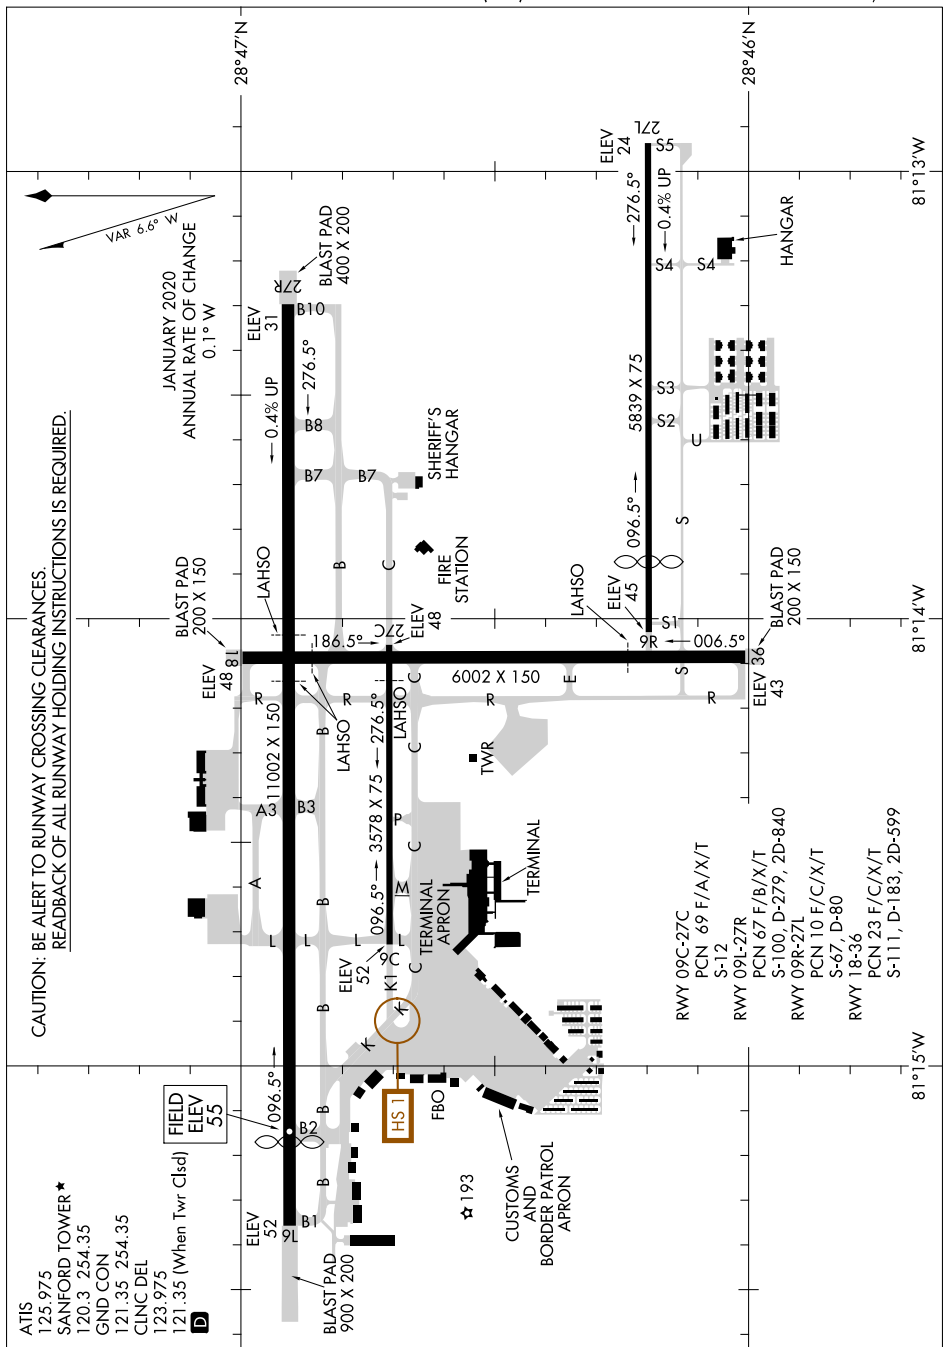 CAUTION: BE ALERT TO RUNWAY CROSSING CLEARANCES.
READBACK OF ALL RUNWAY HOLDING INSTRUCTIONS IS REQUIRED.
ATIS
125.975
SANFORD TOWER★
120.3 254.35
GND CON
121.35 254.35
CLNC DEL
123.975
121.35 (When Twr Clsd)
D
JANUARY 2020
ANNUAL RATE OF CHANGE
0.1° W
VAR 6.6° W
28°47'N
28°46'N
81°13'W
81°14'W
81°15'W
FIELD
ELEV
55
ELEV
52
9L
096.5°
B1
B2
BLAST PAD
900 X 200
11002 X 150
A
A3
B3
L
L
L
L
B
B
B
B
B
B
R
R
R
R
ELEV
48
18
BLAST PAD
200 X 150
LAHSO
LAHSO
LAHSO
186.5°
0.4% UP
276.5°
ELEV
31
27R
B10
B8
B7
B7
BLAST PAD
400 X 200
SHERIFF'S
HANGAR
FIRE
STATION
ELEV
52
9C
096.5°
3578 X 75
276.5°
27C
ELEV
48
K1
K
K
HS 1
M
P
C
C
C
C
C
TERMINAL
APRON
TERMINAL
TWR
FBO
193
CUSTOMS
AND
BORDER PATROL
APRON
6002 X 150
E
LAHSO
006.5°
36
ELEV
43
BLAST PAD
200 X 150
ELEV
45
9R
096.5°
5839 X 75
276.5°
0.4% UP
ELEV
24
27L
S1
S
S
S2
S3
S4
S4
S5
U
HANGAR
RWY 09C-27C
PCN 69 F/A/X/T
S-12
RWY 09L-27R
PCN 67 F/B/X/T
S-100, D-279, 2D-840
RWY 09R-27L
PCN 10 F/C/X/T
S-67, D-80
RWY 18-36
PCN 23 F/C/X/T
S-111, D-183, 2D-599